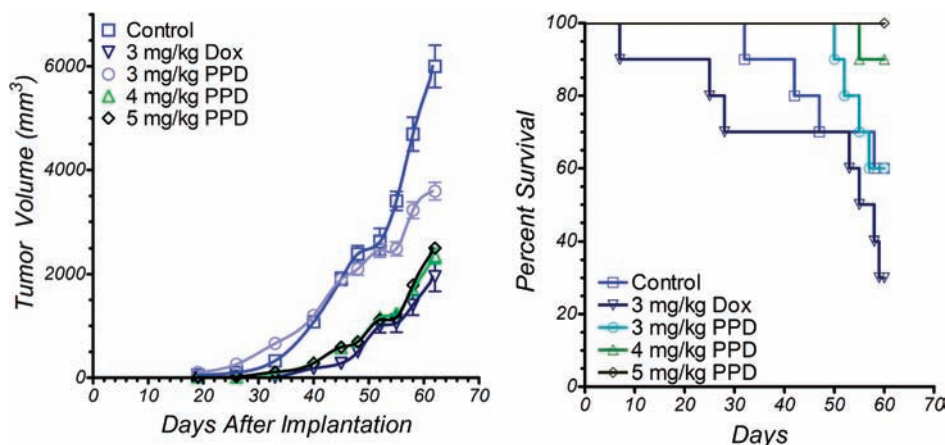 Control
3 mg/kg Dox
3 mg/kg PPD
4 mg/kg PPD
5 mg/kg PPD
6000
4000
2000
0
0 10 20 30 40 50 60 70
Tumor Volume (mm³)
Days After Implantation
100
80
60
40
20
0
0 10 20 30 40 50 60 70
Percent Survival
Control
3 mg/kg Dox
3 mg/kg PPD
4 mg/kg PPD
5 mg/kg PPD
Days